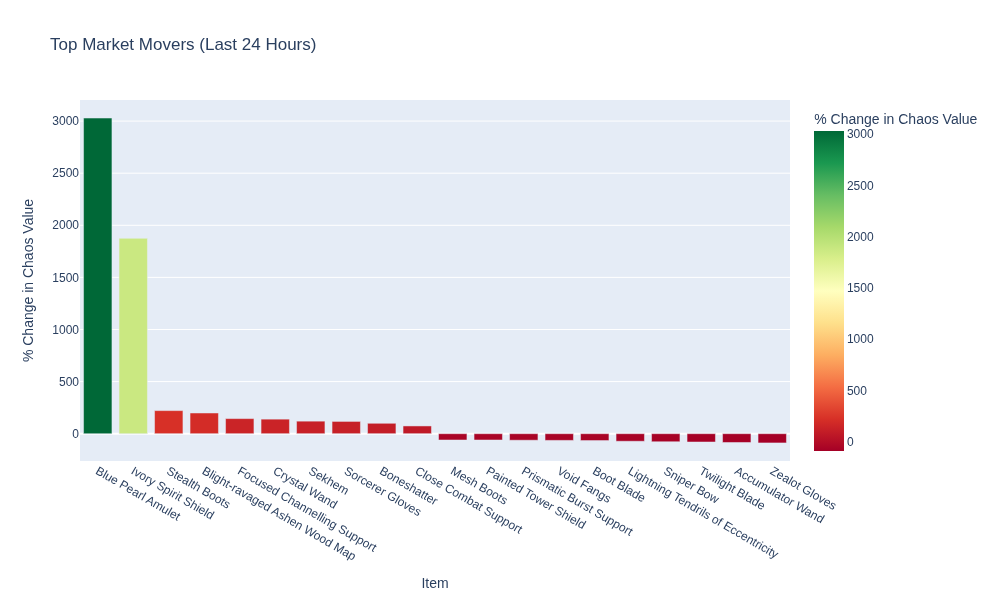 Top Market Movers (Last 24 Hours)
% Change in Chaos Value
3000
2500
2000
1500
1000
500
0
% Change in Chaos Value
3000
2500
2000
1500
1000
500
0
Blue Pearl Amulet
Ivory Spirit Shield
Stealth Boots
Blight-ravaged Ashen Wood Map
Focused Channelling Support
Crystal Wand
Sekhem
Sorcerer Gloves
Boneshatter
Close Combat Support
Mesh Boots
Painted Tower Shield
Prismatic Burst Support
Void Fangs
Boot Blade
Lightning Tendrils of Eccentricity
Sniper Bow
Twilight Blade
Accumulator Wand
Zealot Gloves
Item